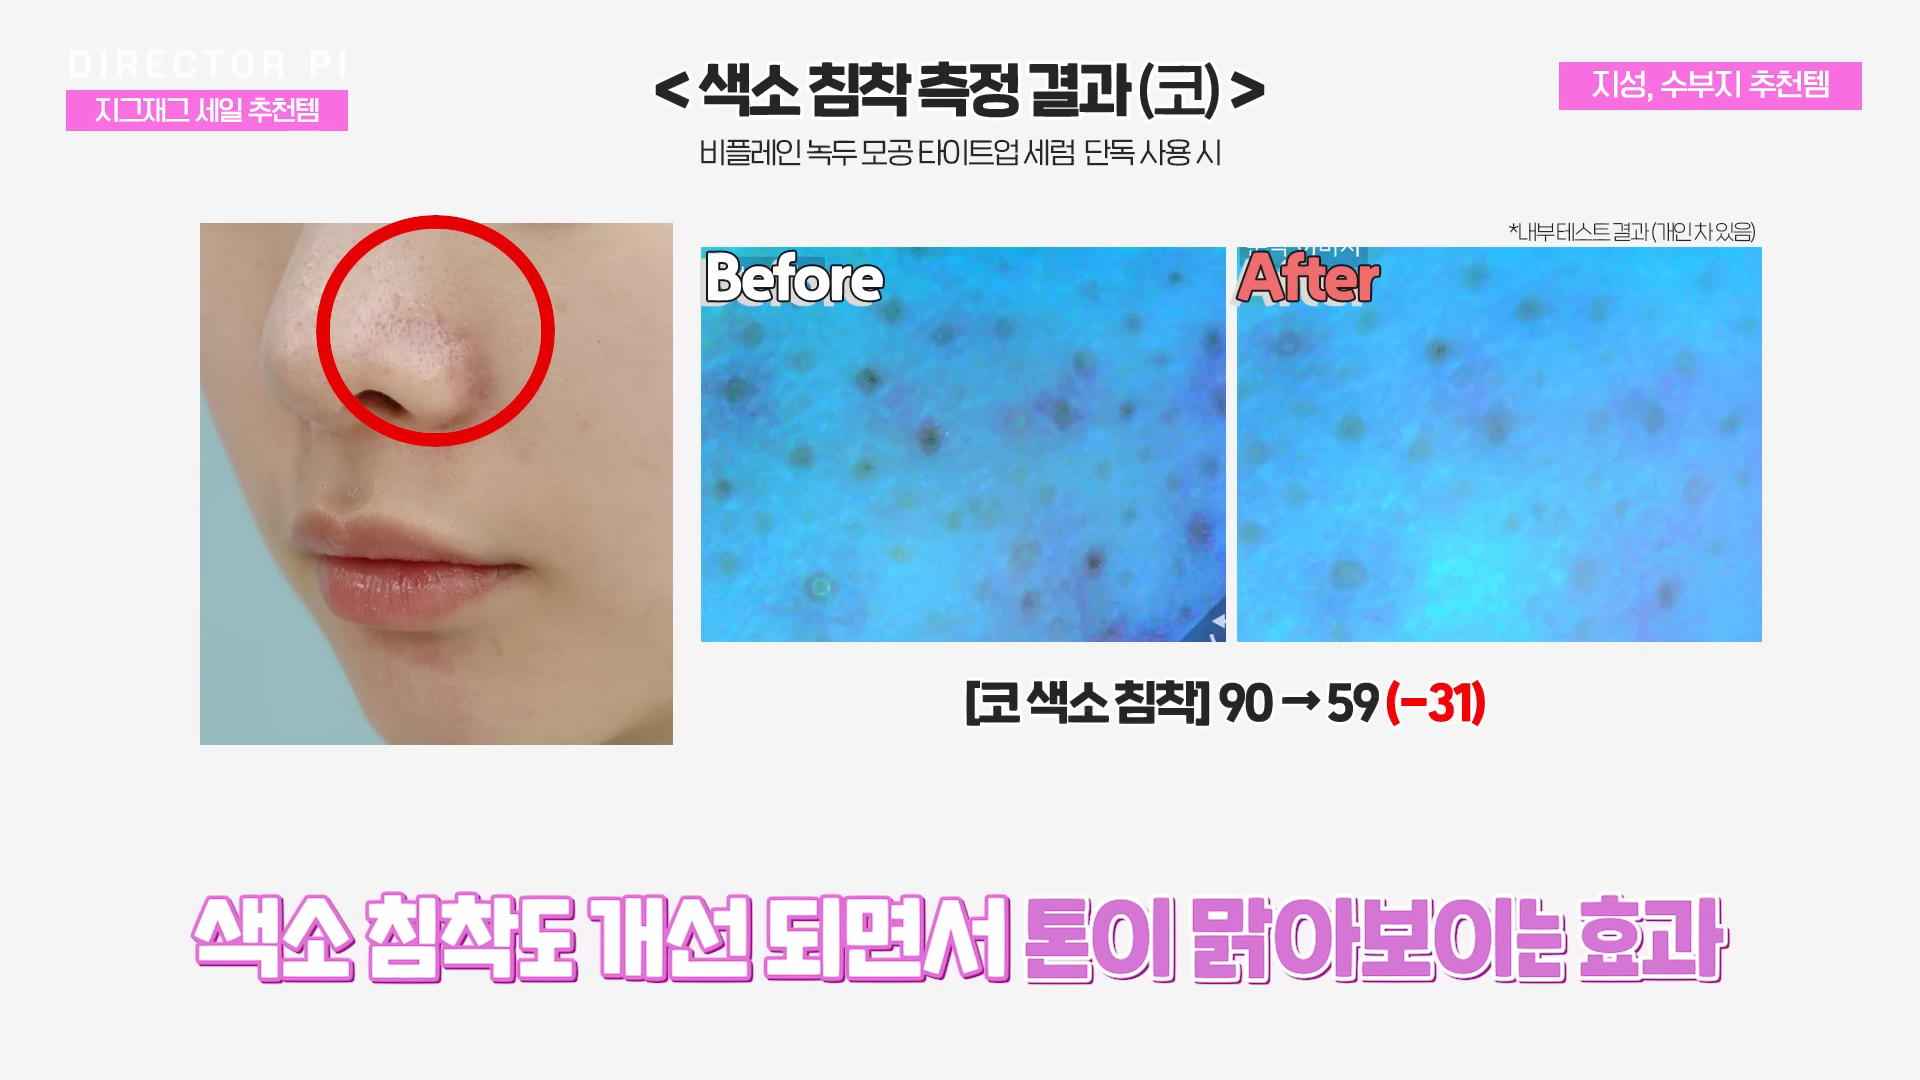 DIRECTOR PI
지그재그 세일 추천템
< 색소 침착 측정 결과 (코) >
비플레인 녹두 모공 타이트업 세럼 단독 사용 시
지성, 수부지 추천템
*내부 테스트 결과 (개인차 있음)
Before
After
[코 색소 침착] 90 → 59 (-31)
색소 침착도 개선 되면서 톤이 맑아보이는 효과